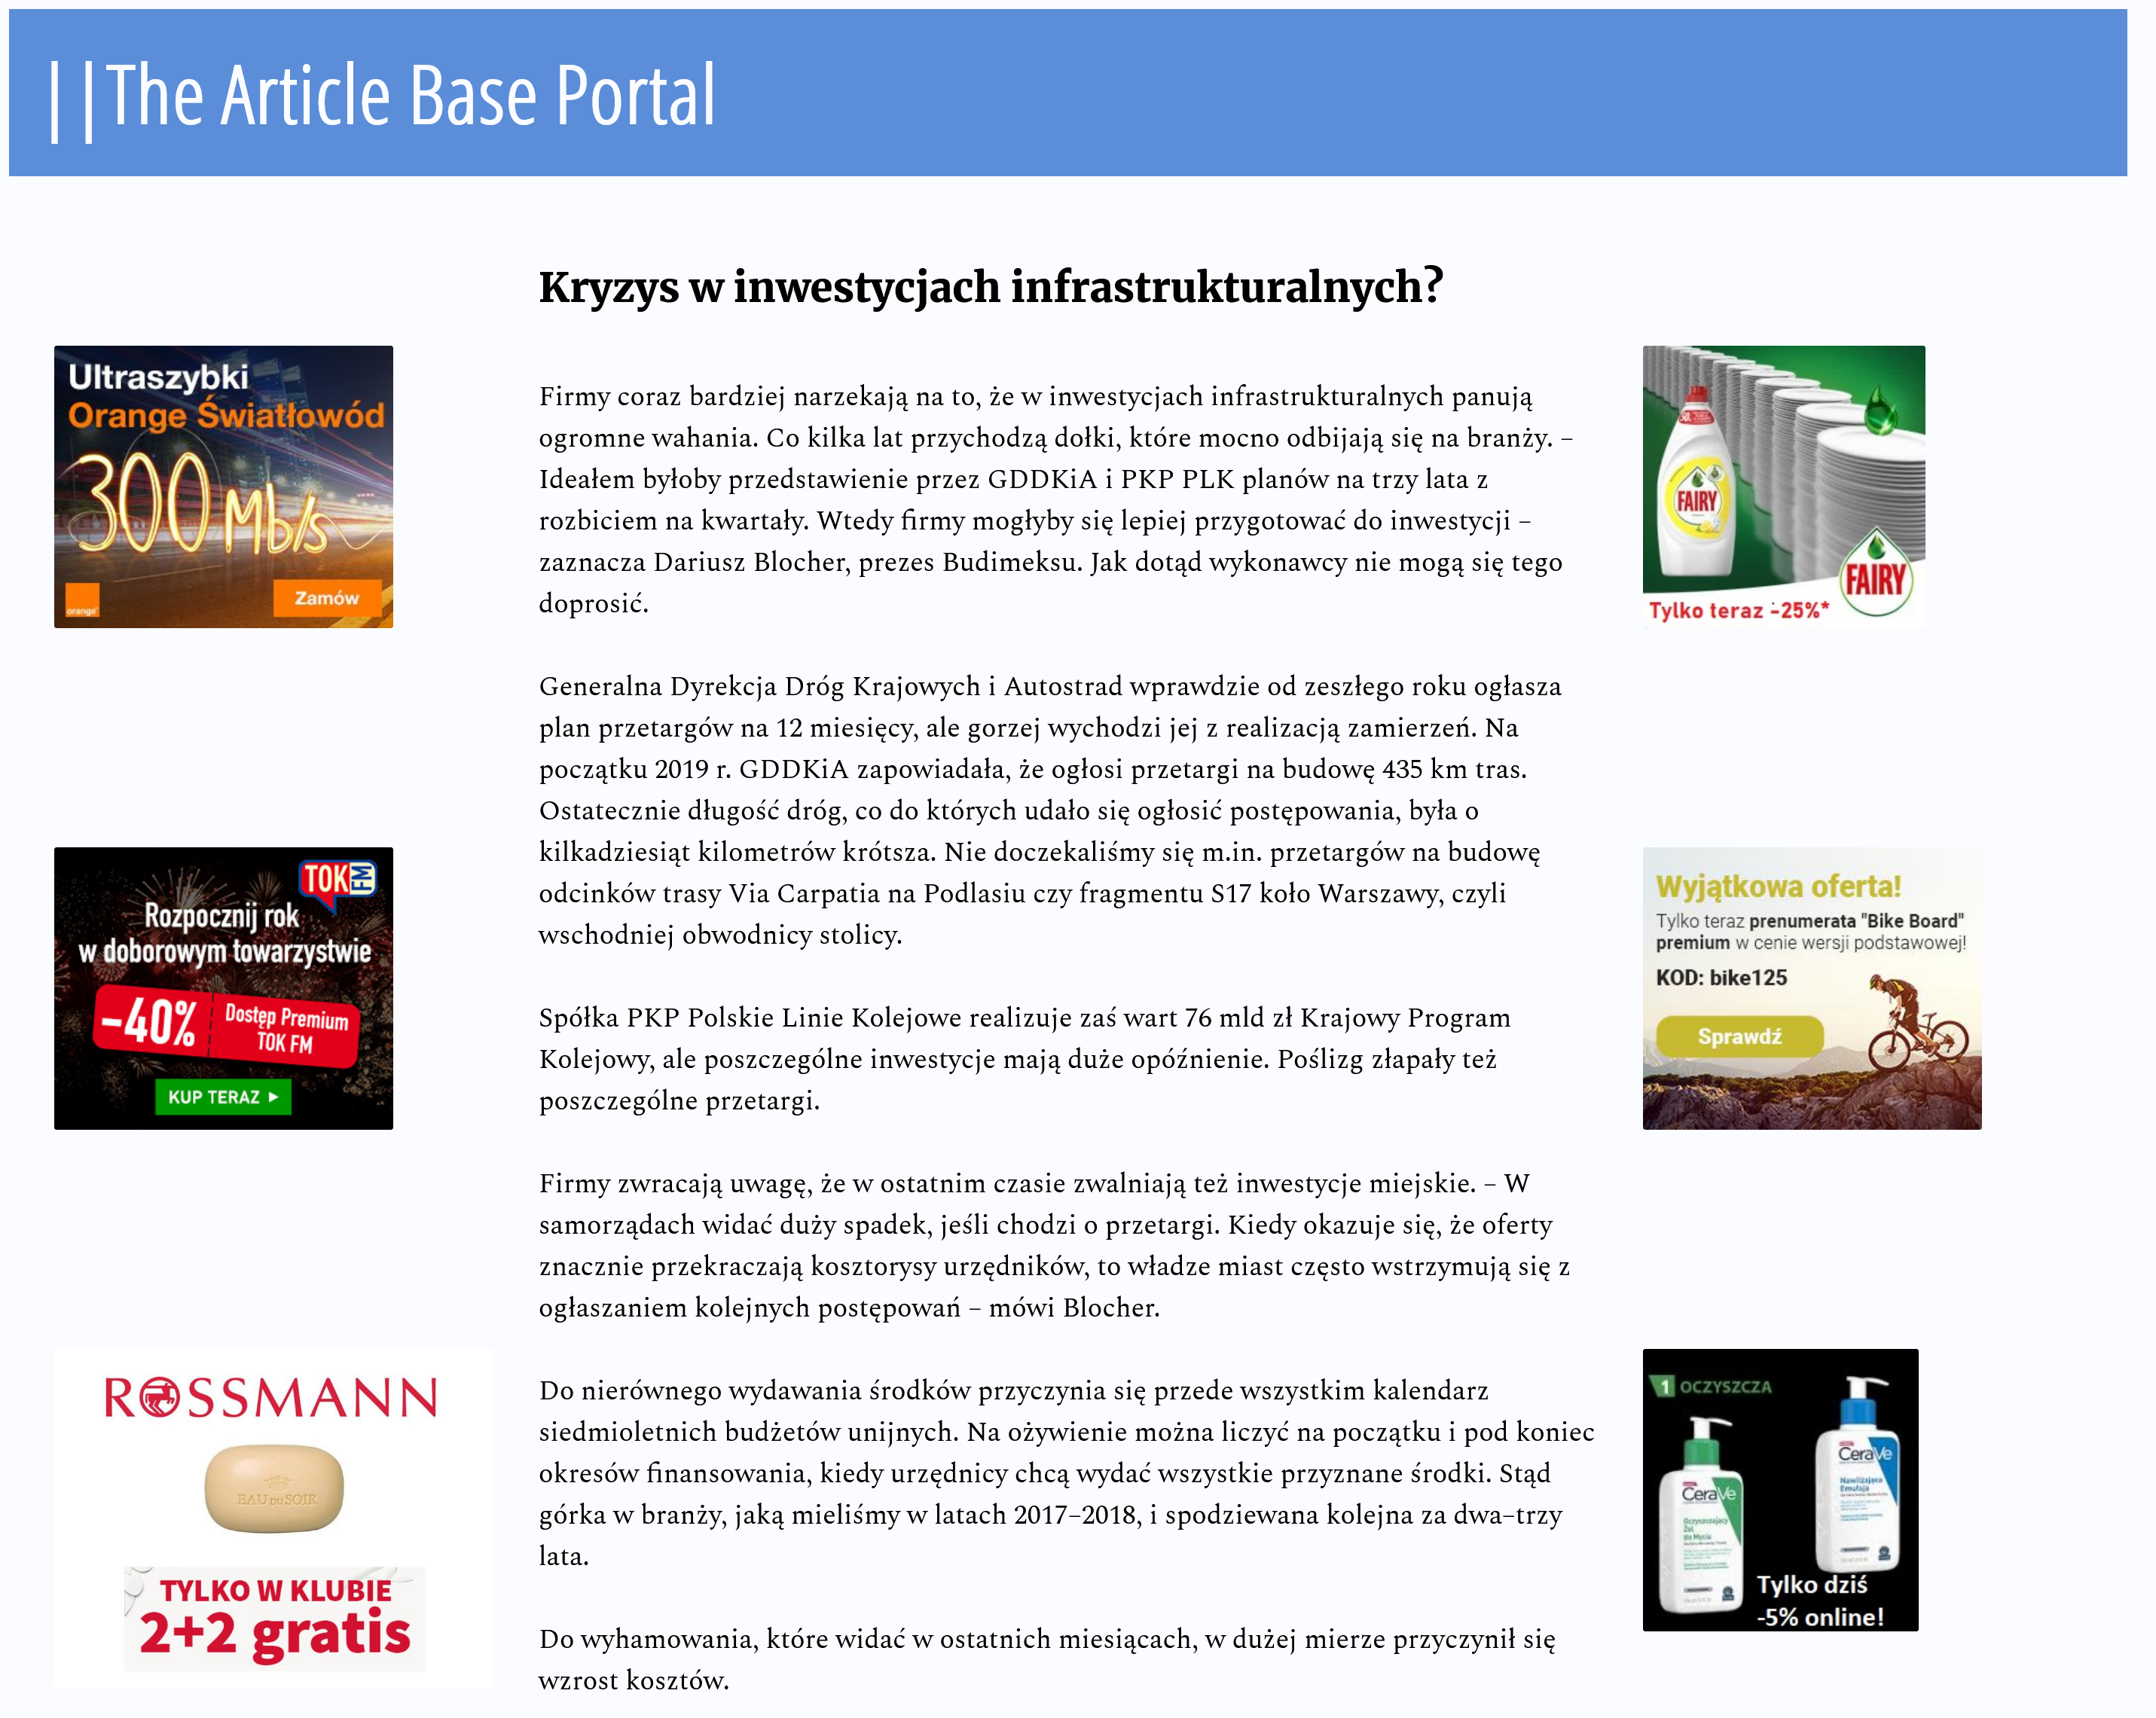 ||The Article Base Portal
Kryzys w inwestycjach infrastrukturalnych?
Ultraszybki
Orange Światłowód
300 Mb/s
orange
Zamów
TOK FM
Rozpocznij rok
w doborowym towarzystwie
-40%
Dostęp Premium
TOK FM
KUP TERAZ
ROSSMANN
EAU DU SOIR
TYLKO W KLUBIE
2+2 gratis
Firmy coraz bardziej narzekają na to, że w inwestycjach infrastrukturalnych panują
ogromne wahania. Co kilka lat przychodzą dołki, które mocno odbijają się na branży. –
Ideałem byłoby przedstawienie przez GDDKiA i PKP PLK planów na trzy lata z
rozbiciem na kwartały. Wtedy firmy mogłyby się lepiej przygotować do inwestycji –
zaznacza Dariusz Blocher, prezes Budimeksu. Jak dotąd wykonawcy nie mogą się tego
doprosić.
Generalna Dyrekcja Dróg Krajowych i Autostrad wprawdzie od zeszłego roku ogłasza
plan przetargów na 12 miesięcy, ale gorzej wychodzi jej z realizacją zamierzeń. Na
początku 2019 r. GDDKiA zapowiadała, że ogłosi przetargi na budowę 435 km tras.
Ostatecznie długość dróg, co do których udało się ogłosić postępowania, była o
kilkadziesiąt kilometrów krótsza. Nie doczekaliśmy się m.in. przetargów na budowę
odcinków trasy Via Carpatia na Podlasiu czy fragmentu S17 koło Warszawy, czyli
wschodniej obwodnicy stolicy.
Spółka PKP Polskie Linie Kolejowe realizuje zaś wart 76 mld zł Krajowy Program
Kolejowy, ale poszczególne inwestycje mają duże opóźnienie. Poślizg złapały też
poszczególne przetargi.
Firmy zwracają uwagę, że w ostatnim czasie zwalniają też inwestycje miejskie. – W
samorządach widać duży spadek, jeśli chodzi o przetargi. Kiedy okazuje się, że oferty
znacznie przekraczają kosztorysy urzędników, to władze miast często wstrzymują się z
ogłaszaniem kolejnych postępowań – mówi Blocher.
Do nierównego wydawania środków przyczynia się przede wszystkim kalendarz
siedmioletnich budżetów unijnych. Na ożywienie można liczyć na początku i pod koniec
okresów finansowania, kiedy urzędnicy chcą wydać wszystkie przyznane środki. Stąd
górka w branży, jaką mieliśmy w latach 2017–2018, i spodziewana kolejna za dwa–trzy
lata.
Do wyhamowania, które widać w ostatnich miesiącach, w dużej mierze przyczynił się
wzrost kosztów.
FAIRY
FAIRY
Tylko teraz -25%*
Wyjątkowa oferta!
Tylko teraz prenumerata "Bike Board"
premium w cenie wersji podstawowej!
KOD: bike125
Sprawdź
1 OCZYSZCZA
CeraVe
Nawilżająca
Emulsja
CeraVe
Oczyszczający
Żel
do Mycia
Tylko dziś
-5% online!